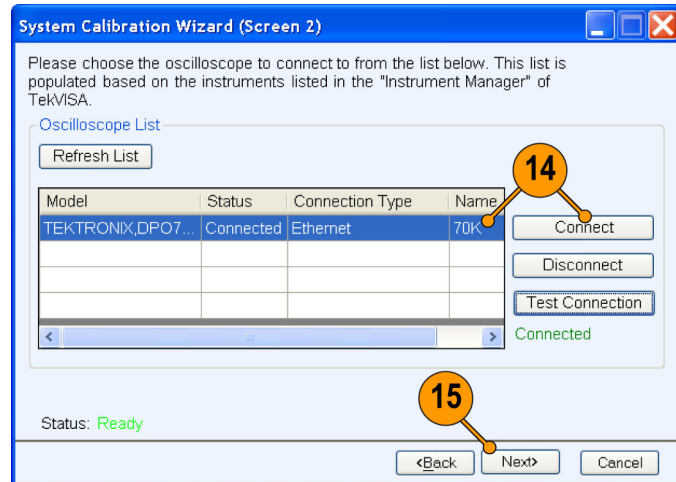 System Calibration Wizard (Screen 2)
Please choose the oscilloscope to connect to from the list below. This list is
populated based on the instruments listed in the "Instrument Manager" of
TekVISA.
Oscilloscope List
Refresh List
14
Model Status Connection Type Name
TEKTRONIX,DPO7... Connected Ethernet 70K
Connect
Disconnect
Test Connection
Connected
15
Status: Ready
<Back Next> Cancel